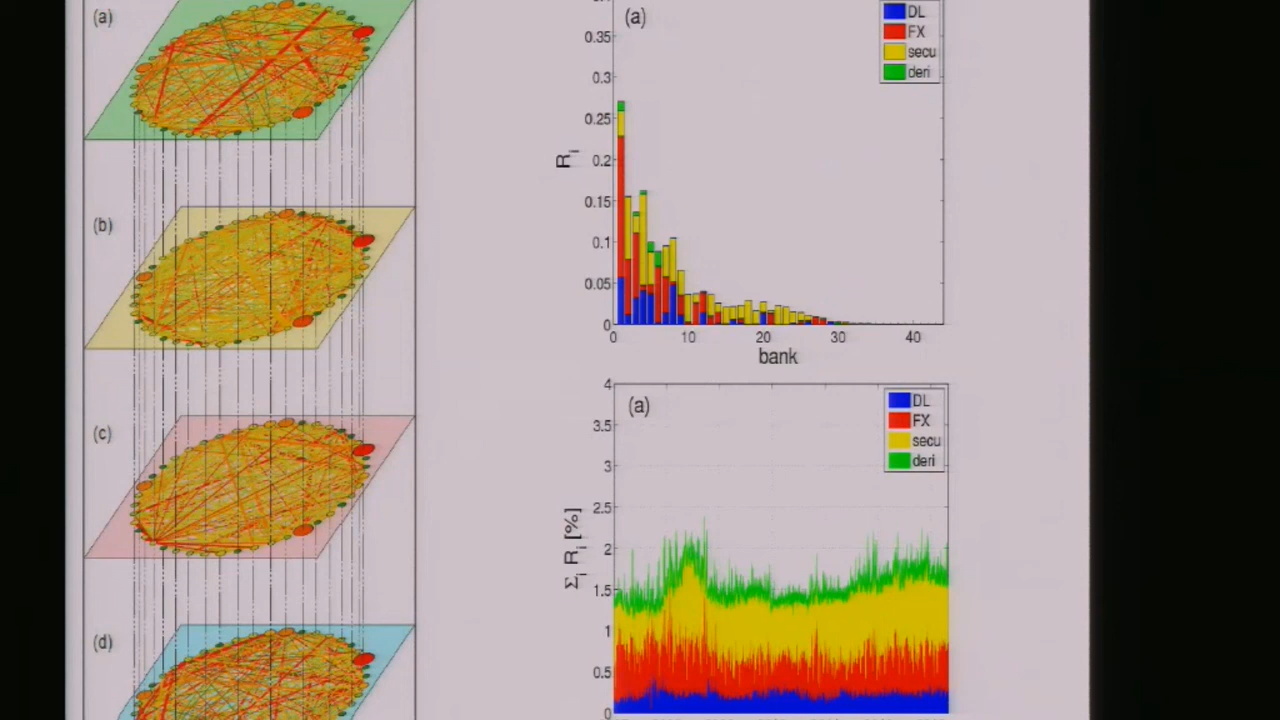 (a)
(b)
(c)
(d)
(a)
DL
FX
secu
deri
0.35
0.3
0.25
0.2
0.15
0.1
0.05
0
R_i
0
10
20
30
40
bank
(a)
DL
FX
secu
deri
4
3.5
3
2.5
2
1.5
1
0.5
0
Σ_i R_i [%]